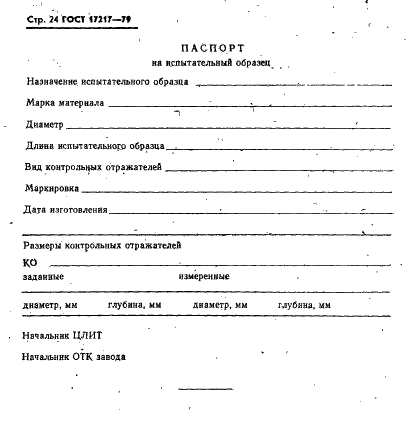 Стр. 24 ГОСТ 17217—79
ПАСПОРТ
на испытательный образец
Назначение испытательного образца
Марка материала
Диаметр
Длина испытательного образца
Вид контрольных отражателей
Маркировка
Дата изготовления
Размеры контрольных отражателей
КО
заданные измеренные
диаметр, мм глубина, мм диаметр, мм глубина, мм
Начальник ЦЛИТ
Начальник ОТК завода